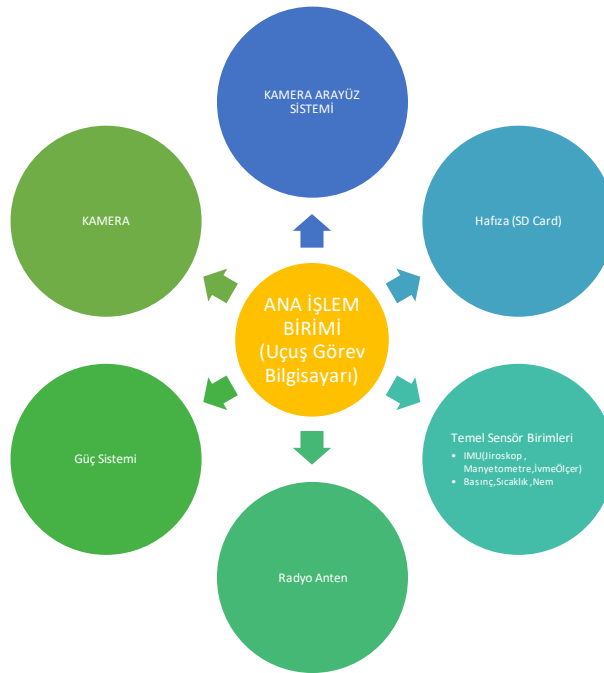 KAMERA ARAYÜZ
SİSTEMİ
KAMERA
Hafıza (SD Card)
ANA İŞLEM
BİRİMİ
(Uçuş Görev
Bilgisayarı)
Güç Sistemi
Temel Sensör Birimleri
• IMU(Jiroskop ,
Manyetometre,İvmeÖlçer)
• Basınç,Sıcaklık ,Nem
Radyo Anten